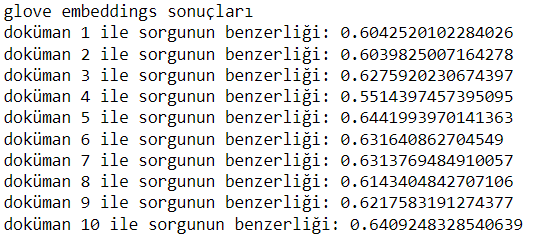 glove embeddings sonuçları
doküman 1 ile sorgunun benzerliği: 0.6042520102284026
doküman 2 ile sorgunun benzerliği: 0.6039825007164278
doküman 3 ile sorgunun benzerliği: 0.6275920230674397
doküman 4 ile sorgunun benzerliği: 0.5514397457395095
doküman 5 ile sorgunun benzerliği: 0.6441993970141363
doküman 6 ile sorgunun benzerliği: 0.631640862704549
doküman 7 ile sorgunun benzerliği: 0.6313769484910057
doküman 8 ile sorgunun benzerliği: 0.6143404842707106
doküman 9 ile sorgunun benzerliği: 0.6217583191274377
doküman 10 ile sorgunun benzerliği: 0.6409248328540639